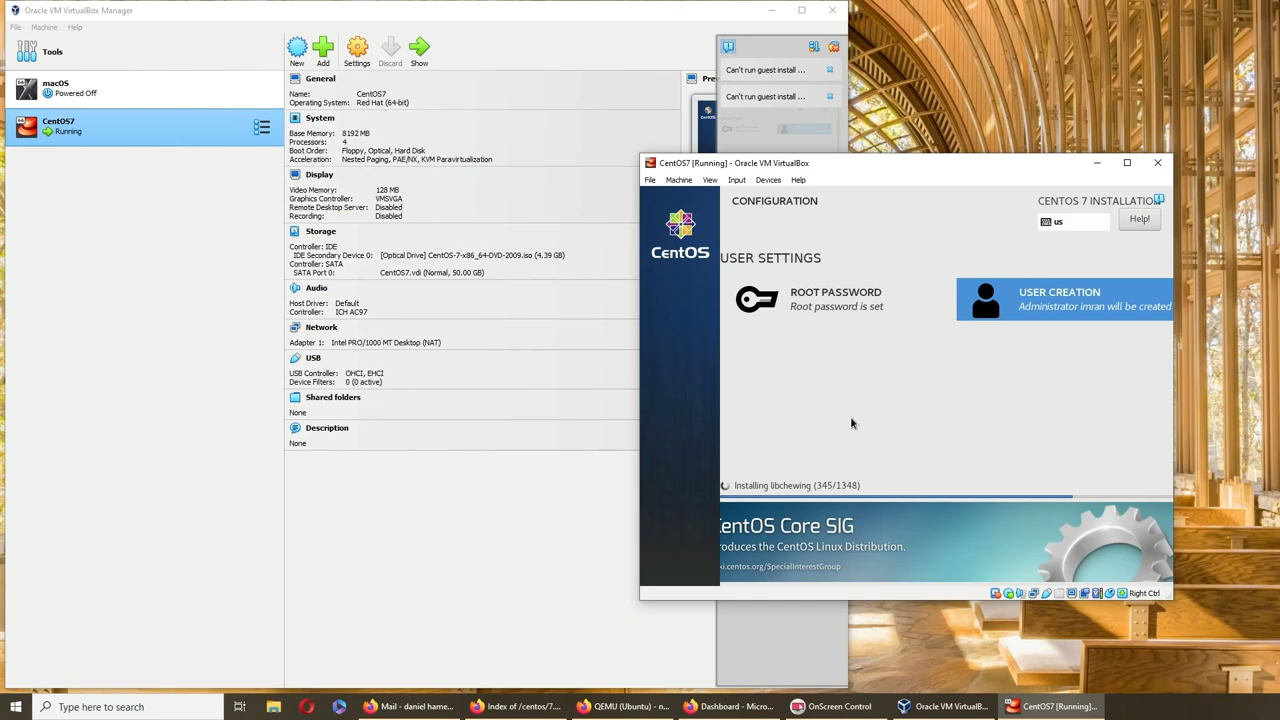 Oracle VM VirtualBox Manager
File Machine Help
Tools
macOS
Powered Off
CentOS7
Running
New Add Settings Discard Show
General
Name: CentOS7
Operating System: Red Hat (64-bit)
System
Base Memory: 8192 MB
Processors: 4
Boot Order: Floppy, Optical, Hard Disk
Acceleration: Nested Paging, PAE/NX, KVM Paravirtualization
Display
Video Memory: 128 MB
Graphics Controller: VMSVGA
Remote Desktop Server: Disabled
Recording: Disabled
Storage
Controller: IDE
IDE Secondary Device 0: [Optical Drive] CentOS-7-x86_64-DVD-2009.iso (4.39 GB)
Controller: SATA
SATA Port 0: CentOS7.vdi (Normal, 50.00 GB)
Audio
Host Driver: Default
Controller: ICH AC97
Network
Adapter 1: Intel PRO/1000 MT Desktop (NAT)
USB
USB Controller: OHCI, EHCI
Device Filters: 0 (0 active)
Shared folders
None
Description
None
Pre
Can't run guest install ...
Can't run guest install ...
CentOS7 [Running] - Oracle VM VirtualBox
File Machine View Input Devices Help
CentOS
CONFIGURATION
CENTOS 7 INSTALLATIO
us
Help!
USER SETTINGS
ROOT PASSWORD
Root password is set
USER CREATION
Administrator imran will be created
Installing libchewing (345/1348)
entOS Core SIG
roduces the CentOS Linux Distribution.
ki.centos.org/SpecialInterestGroup
Right Ctrl
Type here to search
Mail - daniel hame...
Index of /centos/7....
QEMU (Ubuntu) - n...
Dashboard - Micro...
OnScreen Control
Oracle VM VirtualB...
CentOS7 [Running]...